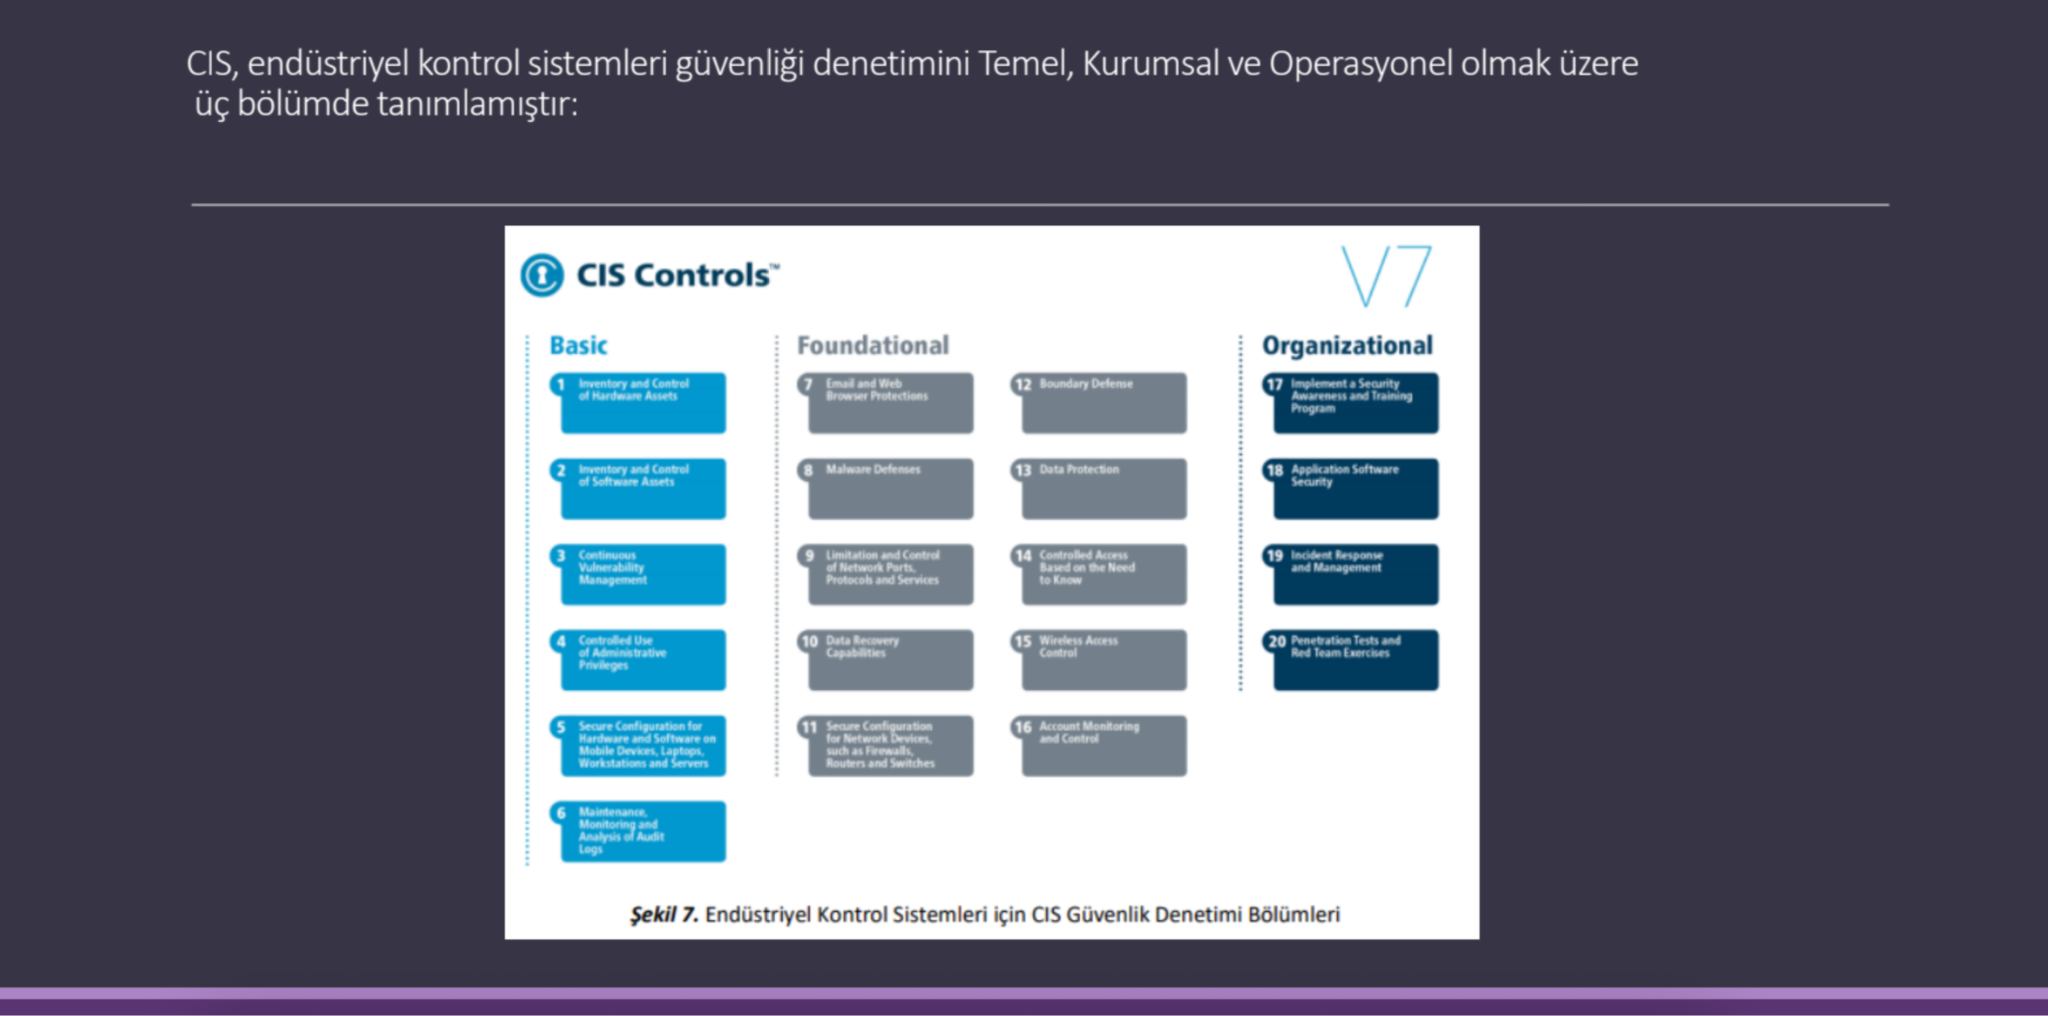 CIS, endüstriyel kontrol sistemleri güvenliği denetimini Temel, Kurumsal ve Operasyonel olmak üzere
üç bölümde tanımlamıştır:
CIS Controls™
V7
Basic
1 Inventory and Control
of Hardware Assets
2 Inventory and Control
of Software Assets
3 Continuous
Vulnerability
Management
4 Controlled Use
of Administrative
Privileges
5 Secure Configuration for
Hardware and Software on
Mobile Devices, Laptops,
Workstations and Servers
6 Maintenance,
Monitoring and
Analysis of Audit
Logs
Foundational
7 Email and Web
Browser Protections
8 Malware Defenses
9 Limitation and Control
of Network Ports,
Protocols and Services
10 Data Recovery
Capabilities
11 Secure Configuration
for Network Devices,
such as Firewalls,
Routers and Switches
12 Boundary Defense
13 Data Protection
14 Controlled Access
Based on the Need
to Know
15 Wireless Access
Control
16 Account Monitoring
and Control
Organizational
17 Implement a Security
Awareness and Training
Program
18 Application Software
Security
19 Incident Response
and Management
20 Penetration Tests and
Red Team Exercises
Şekil 7. Endüstriyel Kontrol Sistemleri için CIS Güvenlik Denetimi Bölümleri